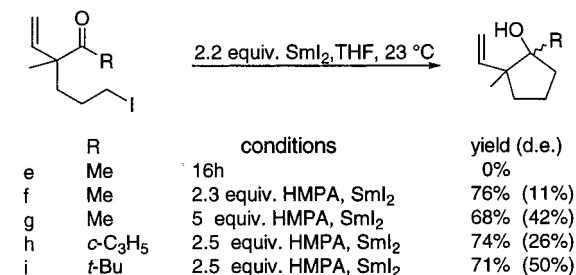 O
R
I
2.2 equiv. SmI₂,THF, 23 °C
HO
R
R conditions yield (d.e.)
e Me 16h 0%
f Me 2.3 equiv. HMPA, SmI₂ 76% (11%)
g Me 5 equiv. HMPA, SmI₂ 68% (42%)
h c-C3H5 2.5 equiv. HMPA, SmI₂ 74% (26%)
i t-Bu 2.5 equiv. HMPA, SmI₂ 71% (50%)